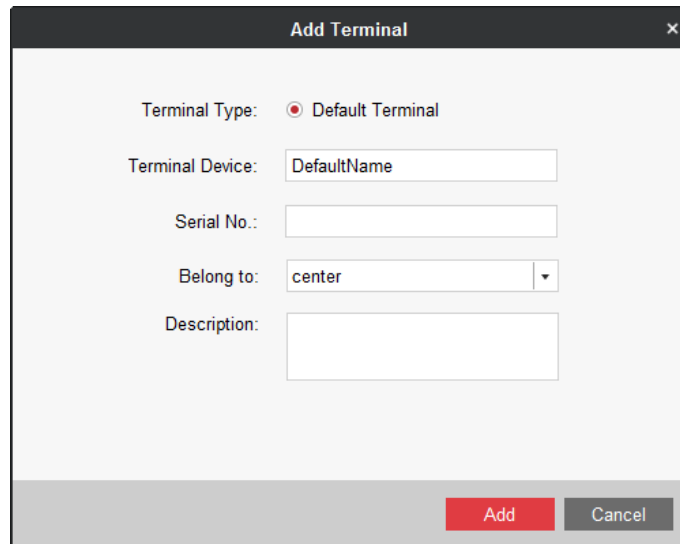 Add Terminal
Terminal Type: Default Terminal
Terminal Device: DefaultName
Serial No.:
Belong to: center
Description:
Add Cancel